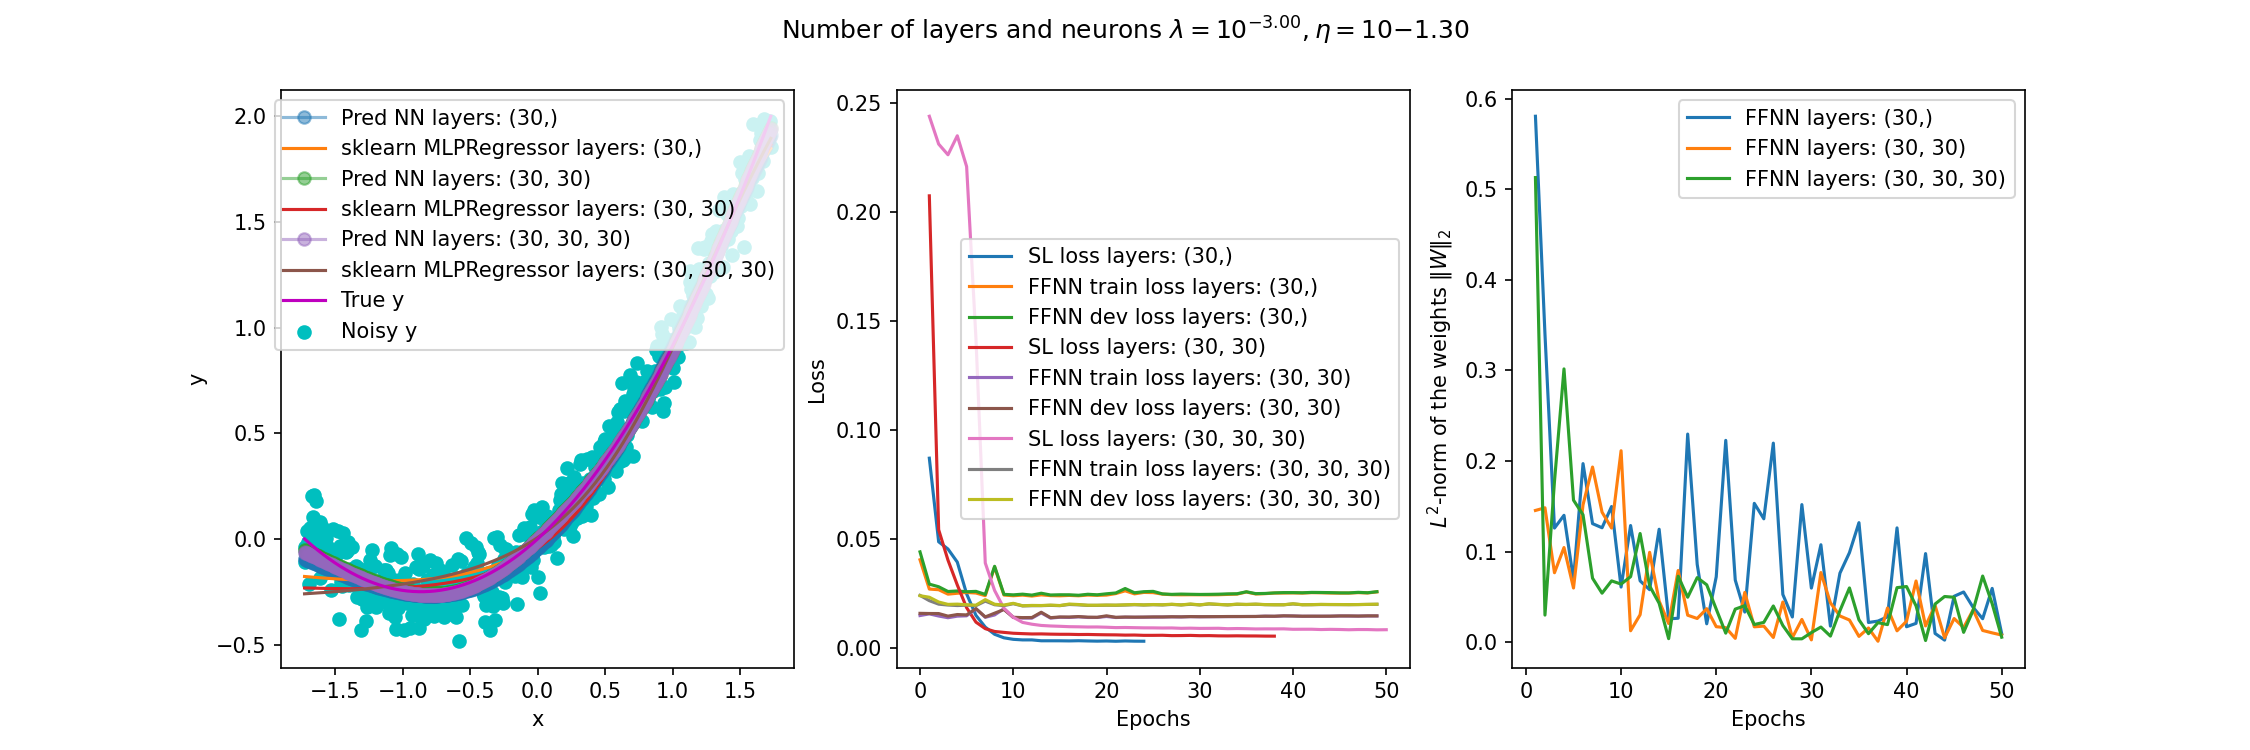 Number of layers and neurons λ = 10^{−3.00}, η = 10−1.30
Pred NN layers: (30,)
sklearn MLPRegressor layers: (30,)
Pred NN layers: (30, 30)
sklearn MLPRegressor layers: (30, 30)
Pred NN layers: (30, 30, 30)
sklearn MLPRegressor layers: (30, 30, 30)
True y
Noisy y
2.0
1.5
1.0
0.5
0.0
−0.5
y
−1.5 −1.0 −0.5 0.0 0.5 1.0 1.5
x
SL loss layers: (30,)
FFNN train loss layers: (30,)
FFNN dev loss layers: (30,)
SL loss layers: (30, 30)
FFNN train loss layers: (30, 30)
FFNN dev loss layers: (30, 30)
SL loss layers: (30, 30, 30)
FFNN train loss layers: (30, 30, 30)
FFNN dev loss layers: (30, 30, 30)
0.25
0.20
0.15
0.10
0.05
0.00
Loss
0 10 20 30 40 50
Epochs
FFNN layers: (30,)
FFNN layers: (30, 30)
FFNN layers: (30, 30, 30)
0.6
0.5
0.4
0.3
0.2
0.1
0.0
L²-norm of the weights ‖W‖₂
0 10 20 30 40 50
Epochs